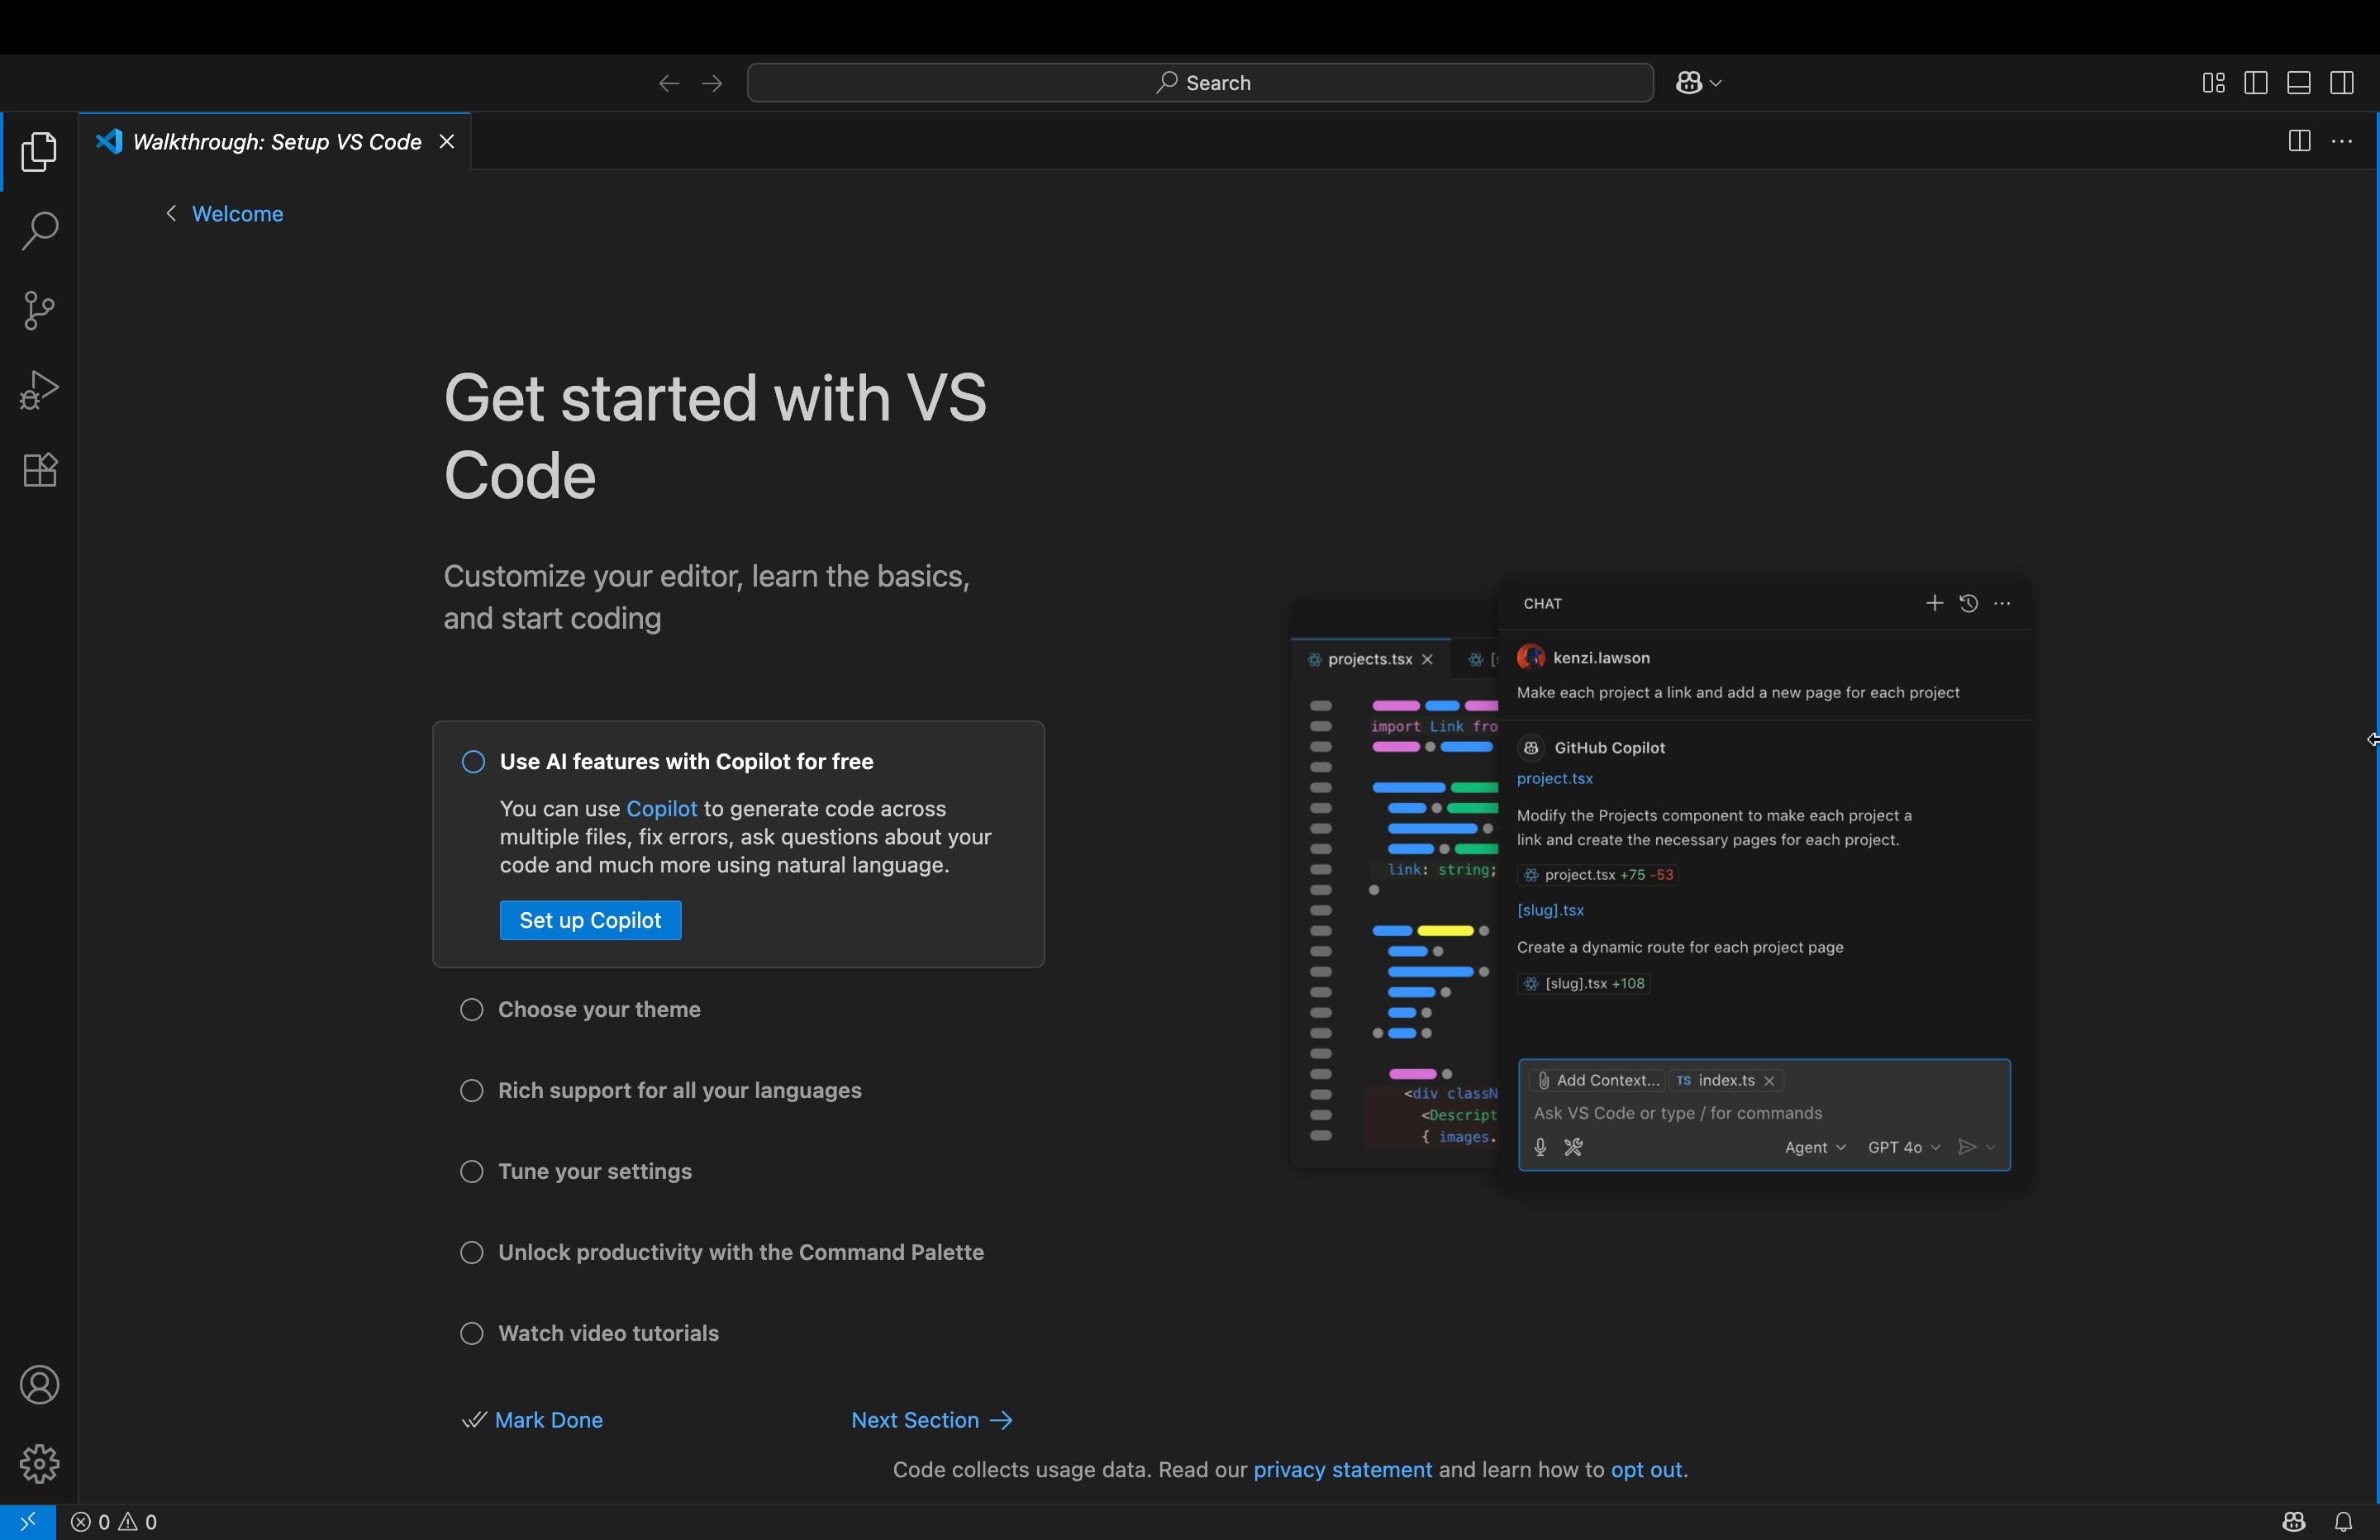 Search
Walkthrough: Setup VS Code
Welcome
Get started with VS
Code
Customize your editor, learn the basics,
and start coding
Use AI features with Copilot for free
You can use Copilot to generate code across
multiple files, fix errors, ask questions about your
code and much more using natural language.
Set up Copilot
Choose your theme
Rich support for all your languages
Tune your settings
Unlock productivity with the Command Palette
Watch video tutorials
Mark Done
Next Section
projects.tsx
[s
import Link fro
link: string;
<div classN
<Descript
{ images.
CHAT
kenzi.lawson
Make each project a link and add a new page for each project
GitHub Copilot
project.tsx
Modify the Projects component to make each project a
link and create the necessary pages for each project.
project.tsx +75 -53
[slug].tsx
Create a dynamic route for each project page
[slug].tsx +108
Add Context... TS index.ts
Ask VS Code or type / for commands
Agent GPT 4o
Code collects usage data. Read our privacy statement and learn how to opt out.
0 0